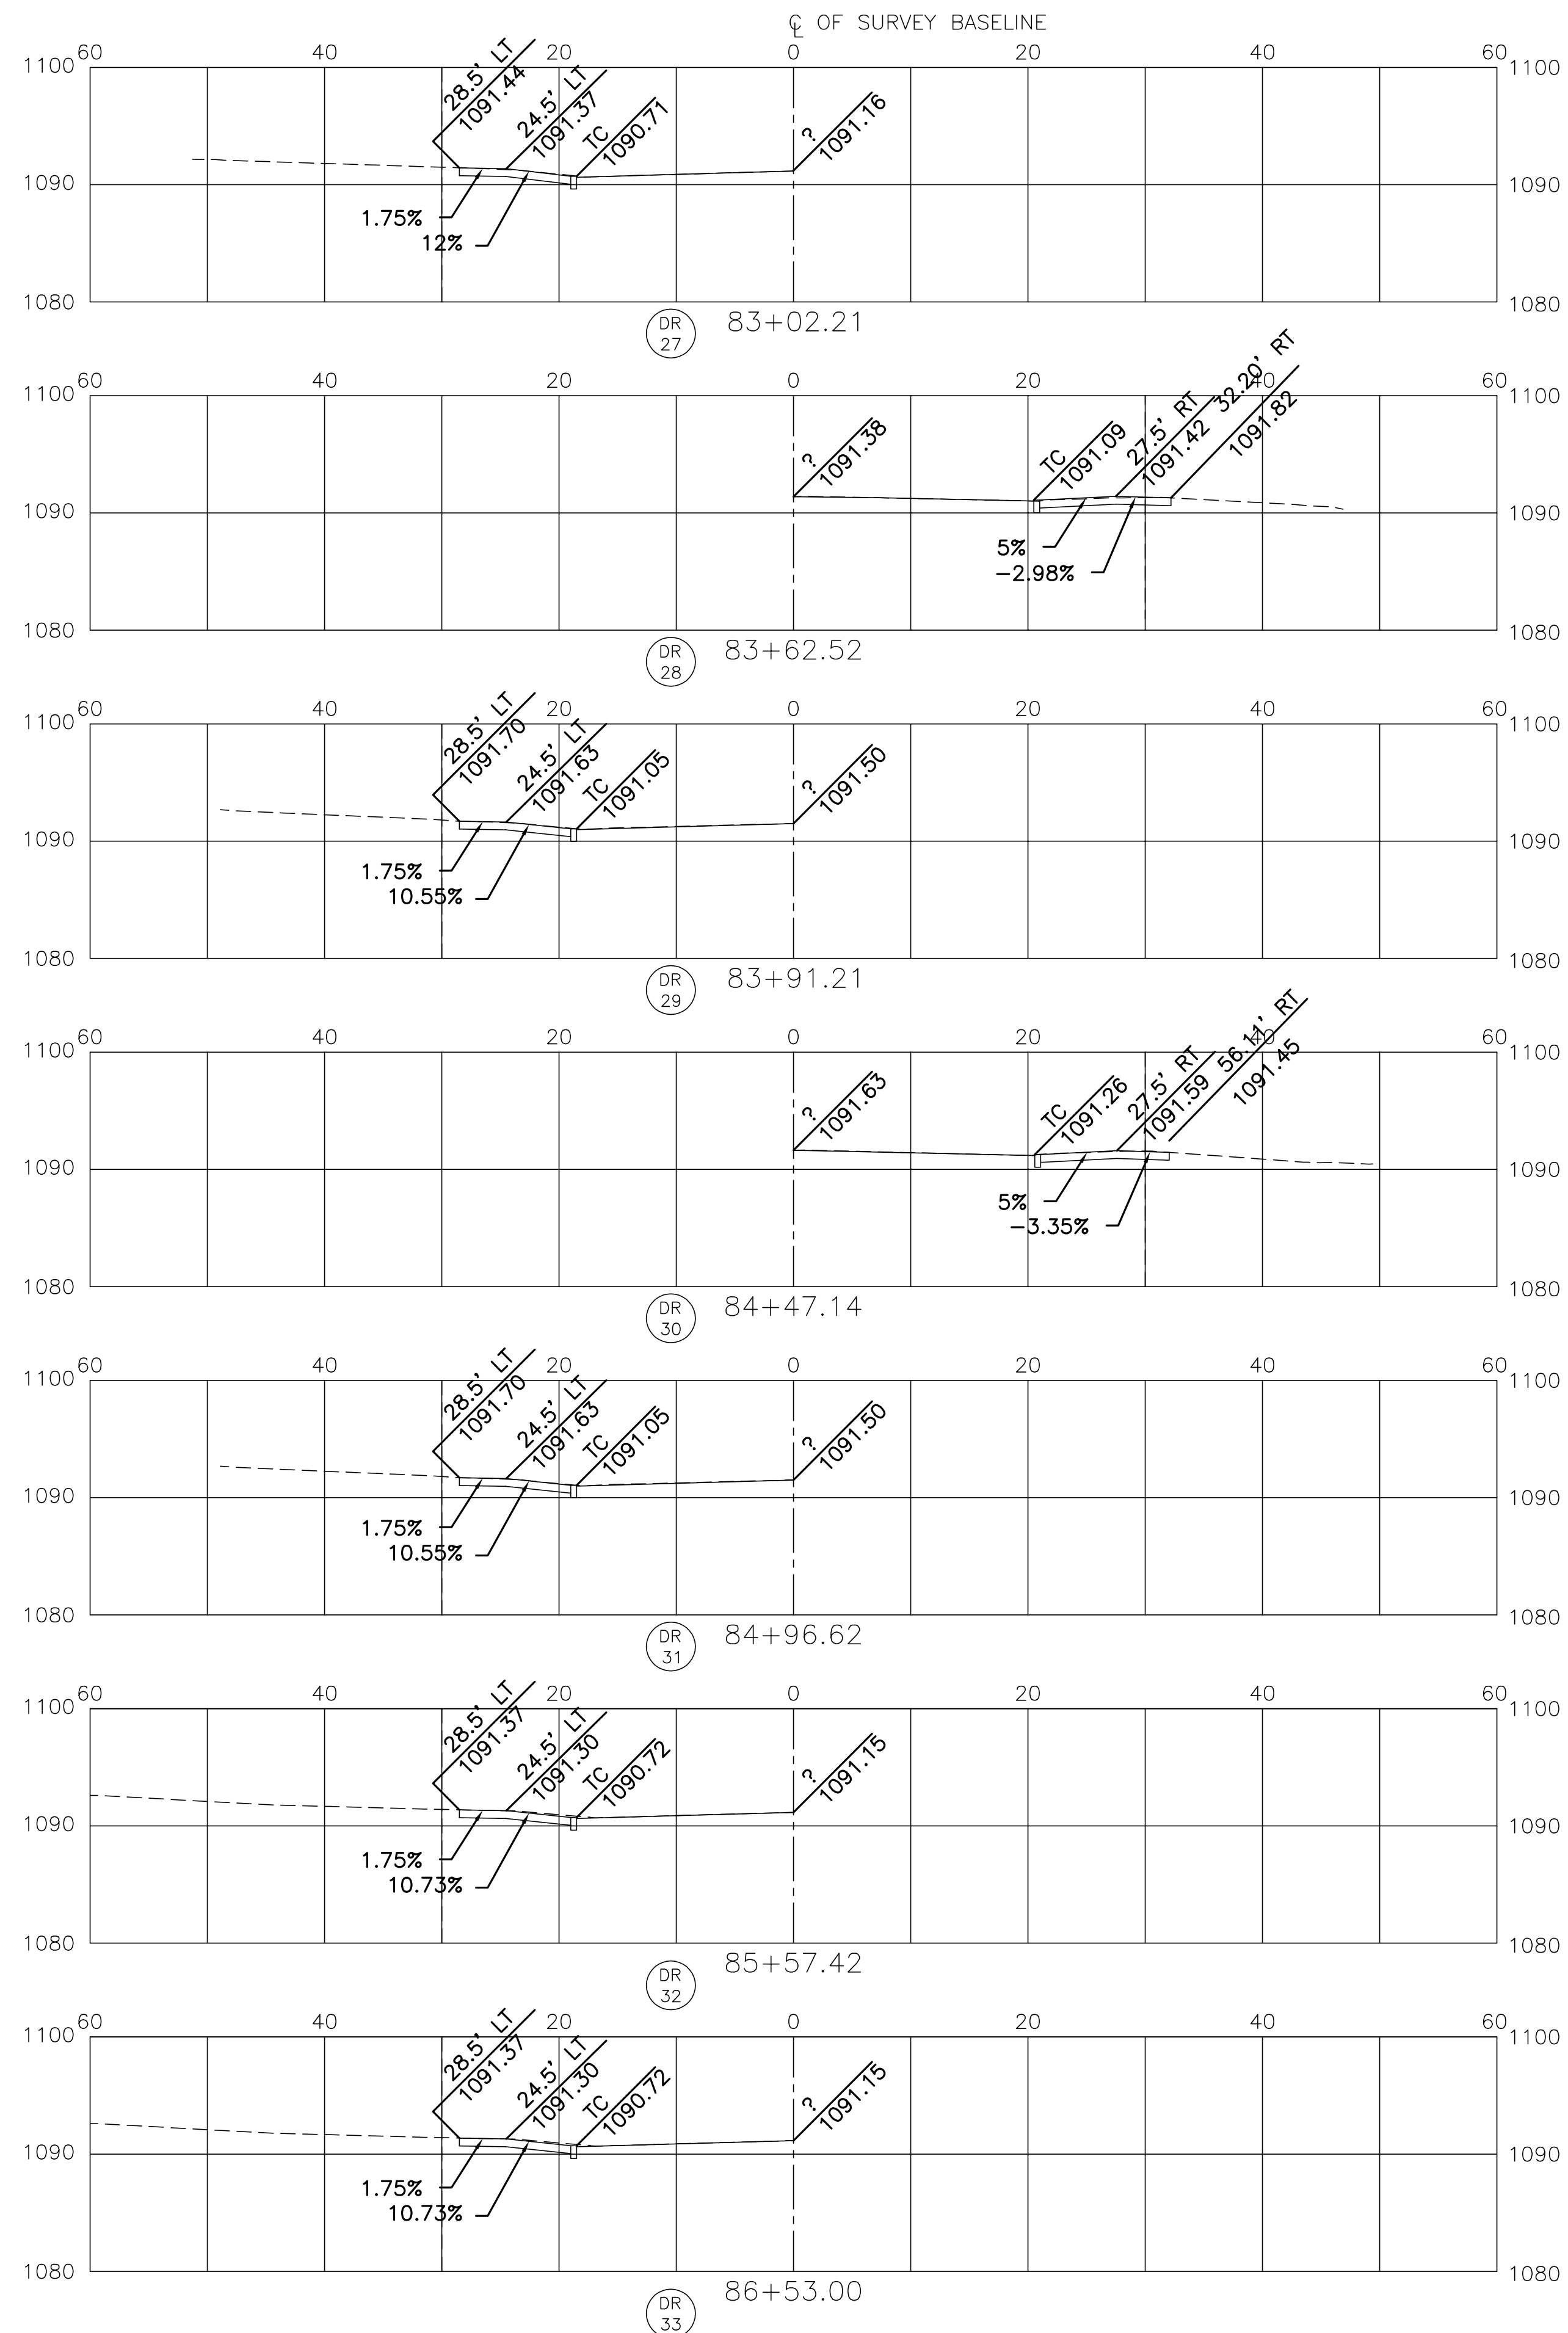 ℄ OF SURVEY BASELINE
60 40 20 0 20 40 60
1100 1100
28.5' LT
1091.44
24.5' LT
1091.37
TC
1090.71
?
1091.16
1090 1090
1.75%
12%
1080 1080
DR
27
83+02.21
60 40 20 0 20 40 60
1100 1100
?
1091.38
TC
1091.09
27.5' RT
1091.42
32.20' RT
1091.82
1090 1090
5%
-2.98%
1080 1080
DR
28
83+62.52
60 40 20 0 20 40 60
1100 1100
28.5' LT
1091.70
24.5' LT
1091.63
TC
1091.05
?
1091.50
1090 1090
1.75%
10.55%
1080 1080
DR
29
83+91.21
60 40 20 0 20 40 60
1100 1100
?
1091.63
TC
1091.26
27.5' RT
1091.59
56.11' RT
1091.45
1090 1090
5%
-3.35%
1080 1080
DR
30
84+47.14
60 40 20 0 20 40 60
1100 1100
28.5' LT
1091.70
24.5' LT
1091.63
TC
1091.05
?
1091.50
1090 1090
1.75%
10.55%
1080 1080
DR
31
84+96.62
60 40 20 0 20 40 60
1100 1100
28.5' LT
1091.37
24.5' LT
1091.30
TC
1090.72
?
1091.15
1090 1090
1.75%
10.73%
1080 1080
DR
32
85+57.42
60 40 20 0 20 40 60
1100 1100
28.5' LT
1091.37
24.5' LT
1091.30
TC
1090.72
?
1091.15
1090 1090
1.75%
10.73%
1080 1080
DR
33
86+53.00